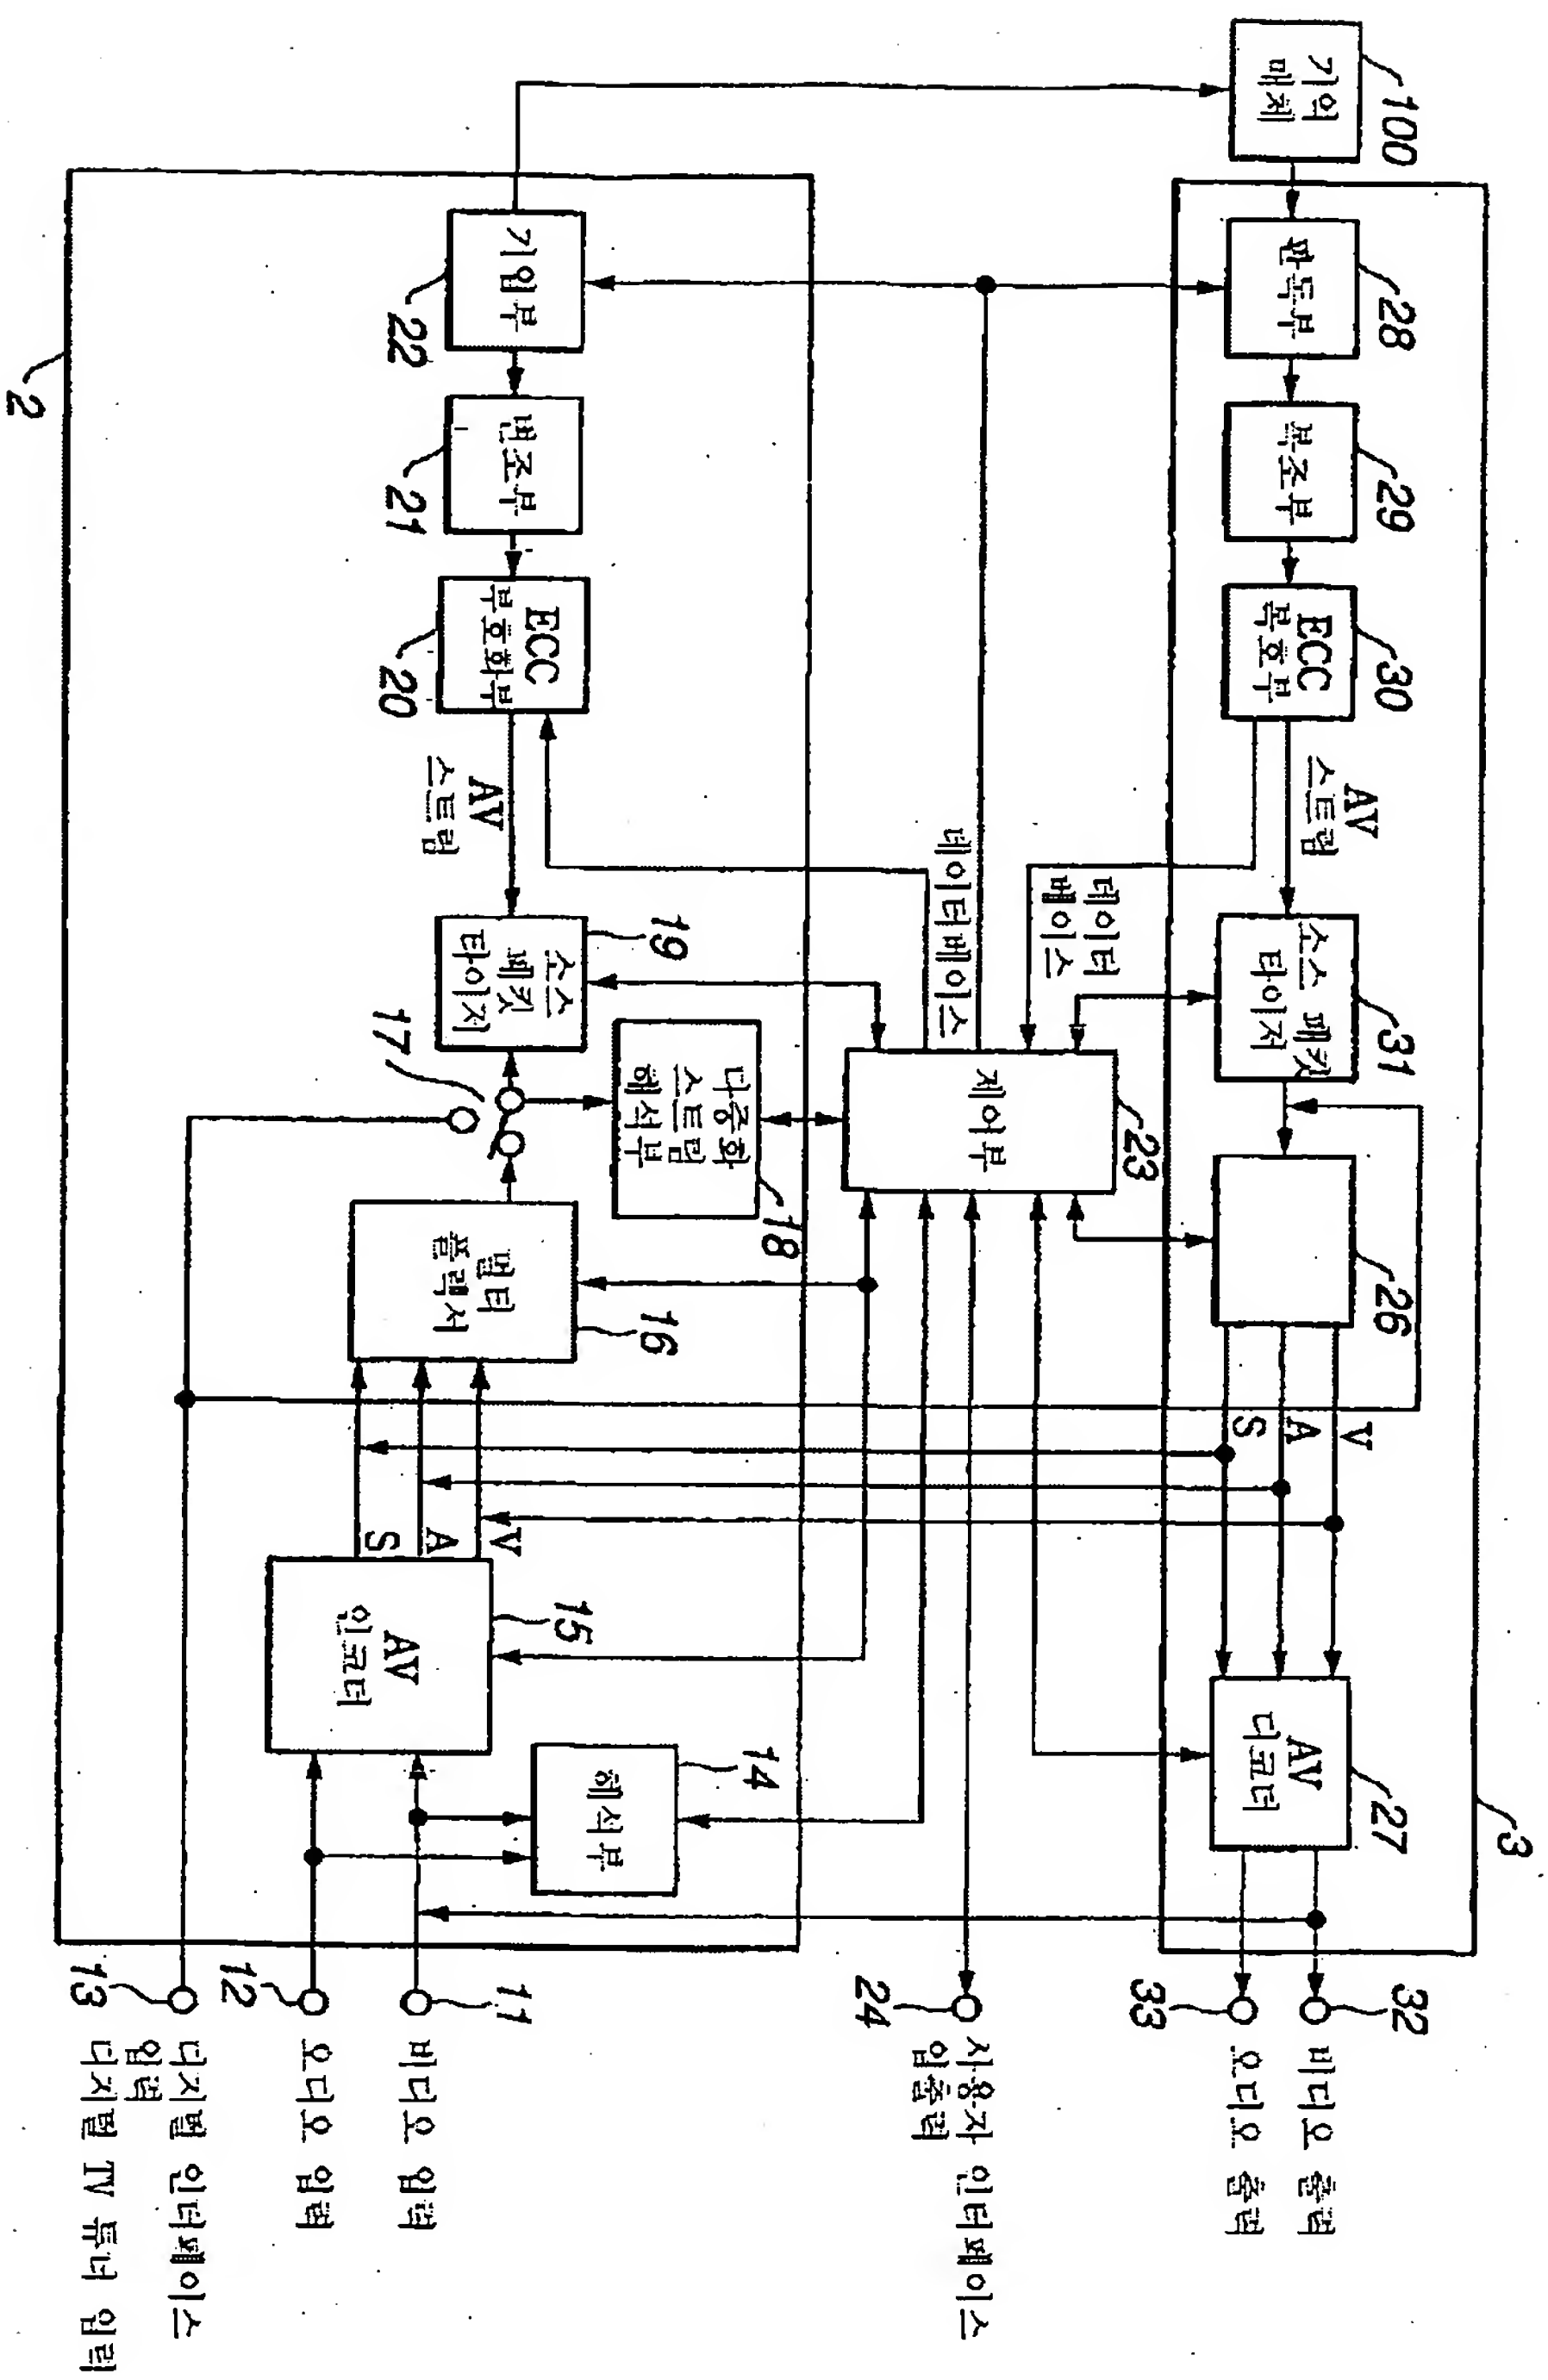 100
기억
매체
28
판독부
29
복조부
30
ECC
복호부
AV
스트림
31
소스 패킷
타이저
26
V
A
S
27
AV
디코더
3
32
비디오 출력
33
오디오 출력
데이터
베이스
데이터베이스
23
제어부
24
사용자 인터페이스
입출력
22
기입부
21
변조부
20
ECC
부호화부
AV
스트림
19
소스
패킷
타이저
17
18
다중화
스트림
해석부
16
멀티
플렉서
V
A
S
15
AV
인코더
14
해석부
11
비디오 입력
12
오디오 입력
13
디지털 인터페이스
입력
디지털 TV 튜너 입력
2